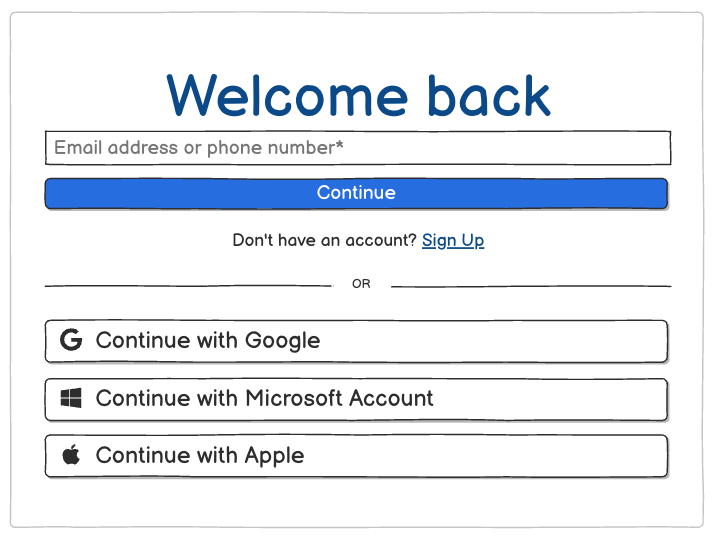 Welcome back
Email address or phone number*
Continue
Don't have an account? Sign Up
OR
Continue with Google
Continue with Microsoft Account
Continue with Apple